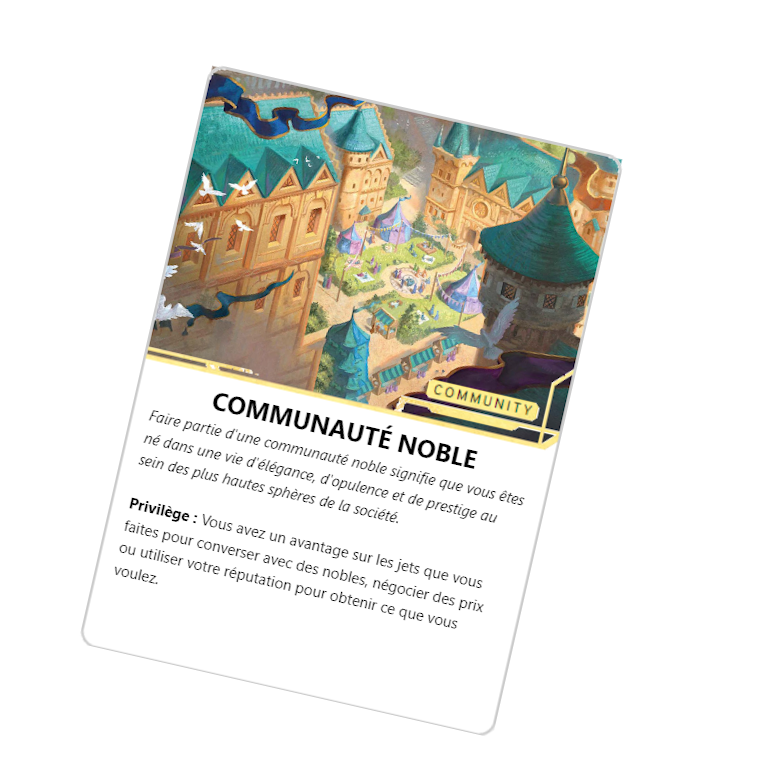 COMMUNITY
COMMUNAUTÉ NOBLE
Faire partie d'une communauté noble signifie que vous êtes
né dans une vie d'élégance, d'opulence et de prestige au
sein des plus hautes sphères de la société.
Privilège : Vous avez un avantage sur les jets que vous
faites pour converser avec des nobles, négocier des prix
ou utiliser votre réputation pour obtenir ce que vous
voulez.